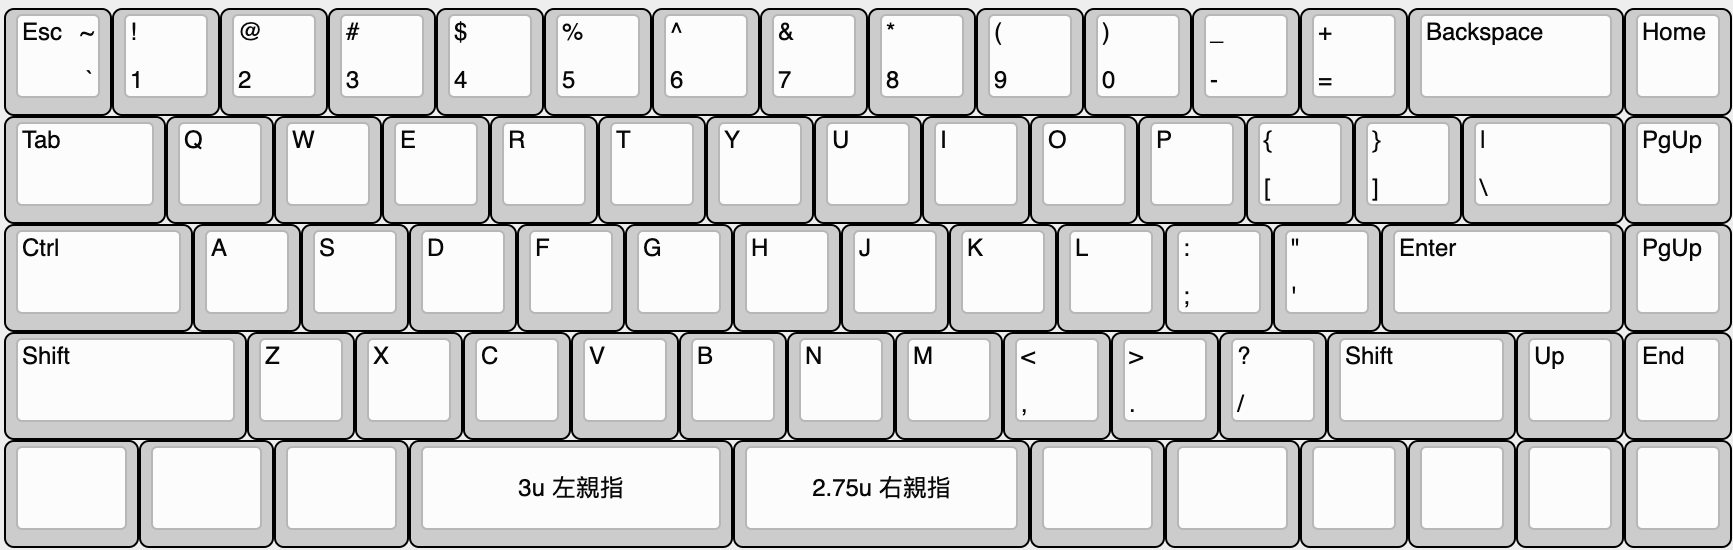 Esc ~ ! @ # $ % ^ & * ( ) _ + Backspace Home
` 1 2 3 4 5 6 7 8 9 0 - =
Tab Q W E R T Y U I O P { } | PgUp
[ ] \
Ctrl A S D F G H J K L : " Enter PgUp
; '
Shift Z X C V B N M < > ? Shift Up End
, . /
3u 左親指 2.75u 右親指